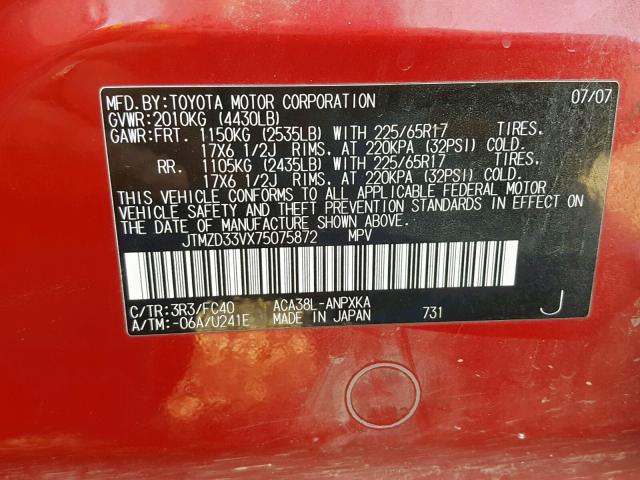 MFD.BY:TOYOTA MOTOR CORPORATION 07/07
GVWR:2010KG (4430LB)
GAWR:FRT. 1150KG (2535LB) WITH 225/65R17 TIRES.
17X6 1/2J RIMS. AT 220KPA (32PSI) COLD.
RR. 1105KG (2435LB) WITH 225/65R17 TIRES.
17X6 1/2J RIMS. AT 220KPA (32PSI) COLD.
THIS VEHICLE CONFORMS TO ALL APPLICABLE FEDERAL MOTOR
VEHICLE SAFETY AND THEFT PREVENTION STANDARDS IN EFFECT ON
THE DATE OF MANUFACTURE SHOWN ABOVE.
JTMZD33VX75075872 MPV
C/TR:3R3/FC40 ACA38L-ANPXKA
A/TM:-06A/U241E MADE IN JAPAN 731 J